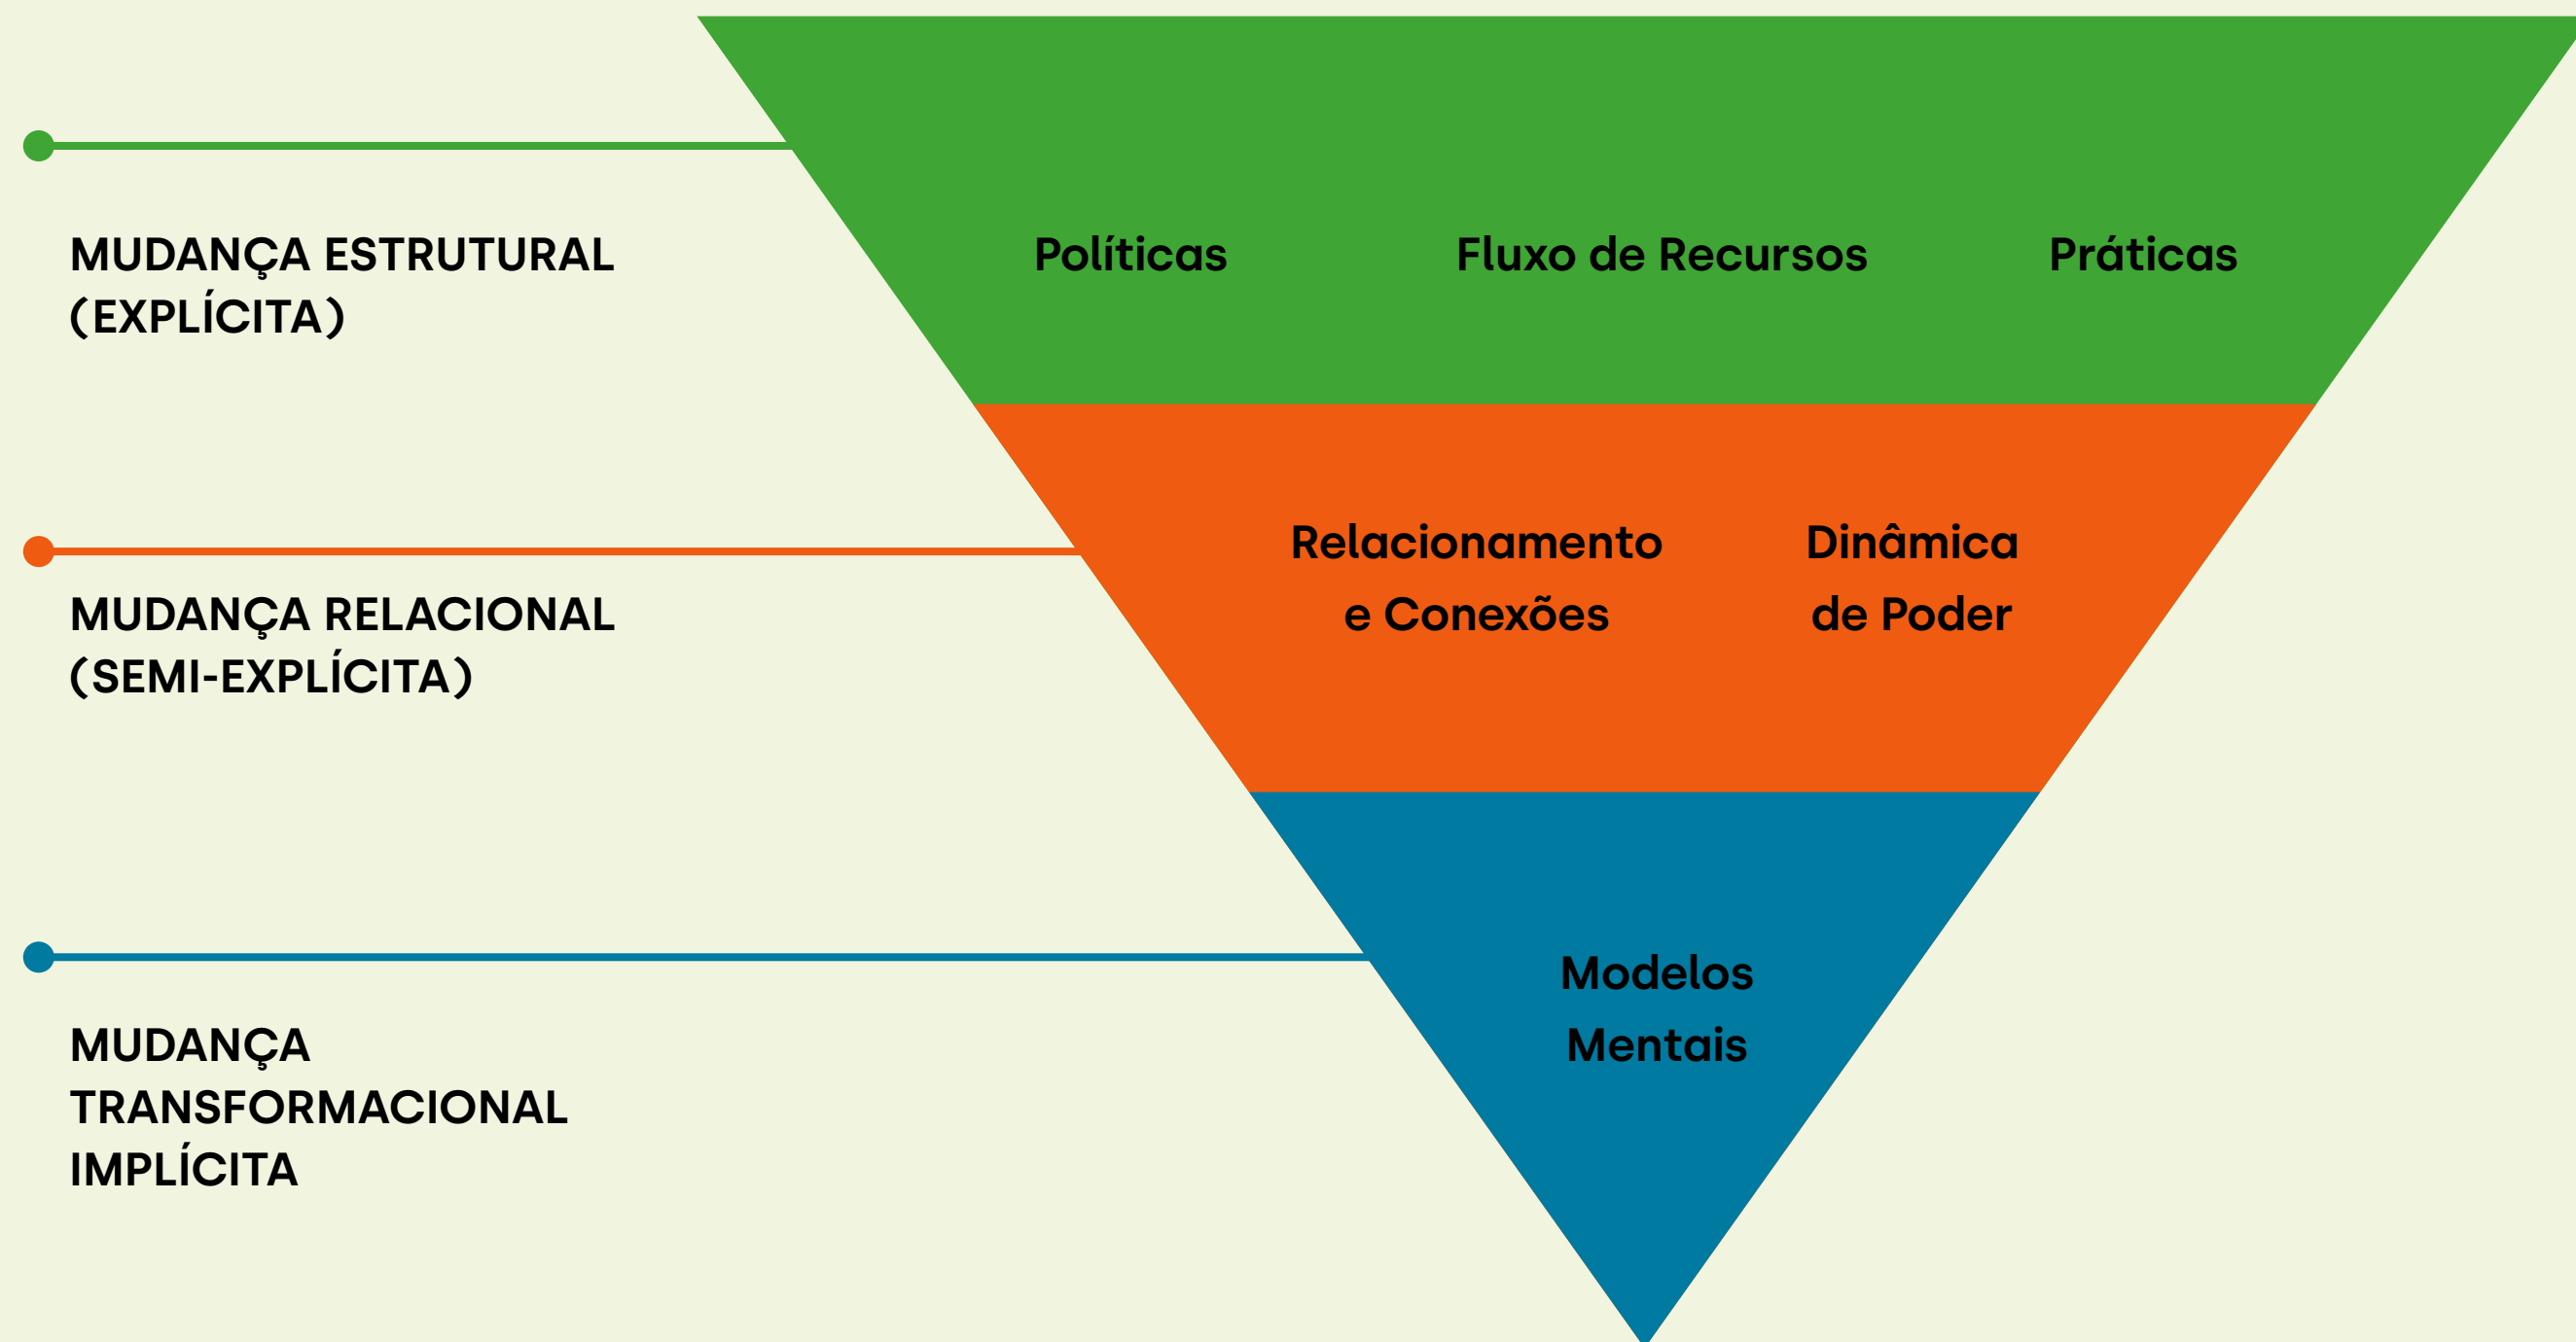 MUDANÇA ESTRUTURAL
(EXPLÍCITA)
Políticas
Fluxo de Recursos
Práticas
MUDANÇA RELACIONAL
(SEMI-EXPLÍCITA)
Relacionamento
e Conexões
Dinâmica
de Poder
MUDANÇA
TRANSFORMACIONAL
IMPLÍCITA
Modelos
Mentais